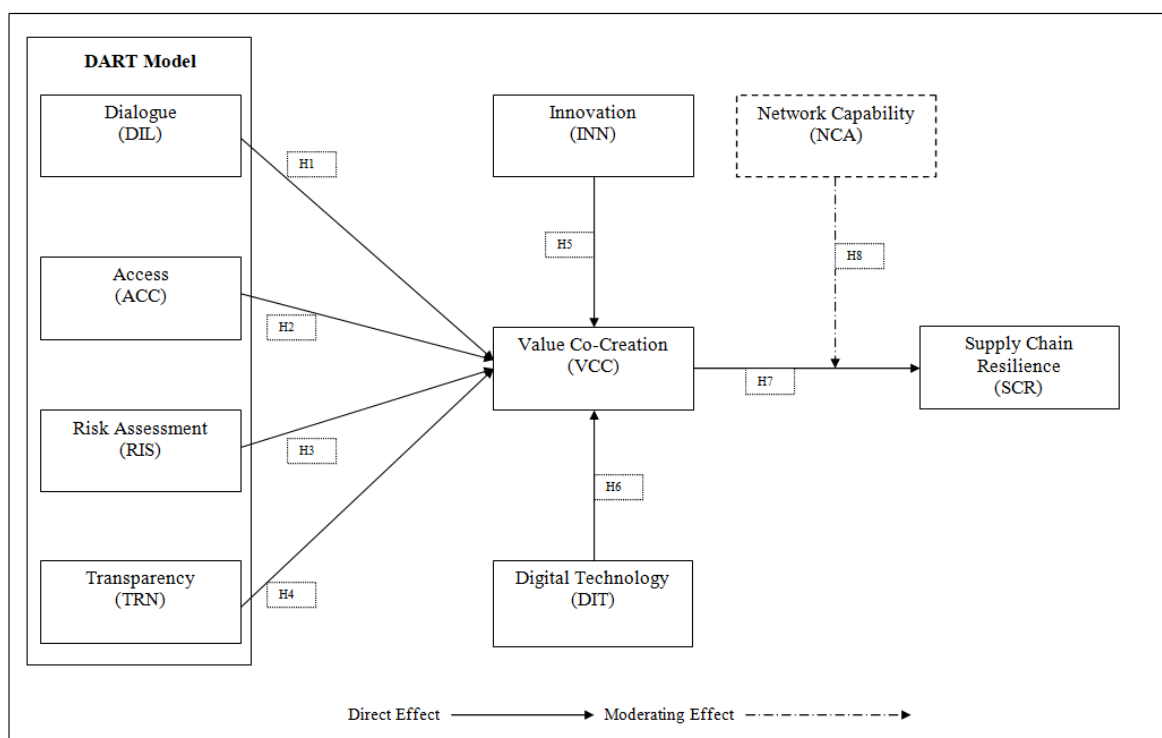 DART Model
Dialogue
(DIL)
Innovation
(INN)
Network Capability
(NCA)
H1
H5
H8
Access
(ACC)
H2
Value Co-Creation
(VCC)
Supply Chain
Resilience
(SCR)
H7
Risk Assessment
(RIS)
H3
H6
Transparency
(TRN)
H4
Digital Technology
(DIT)
Direct Effect
Moderating Effect